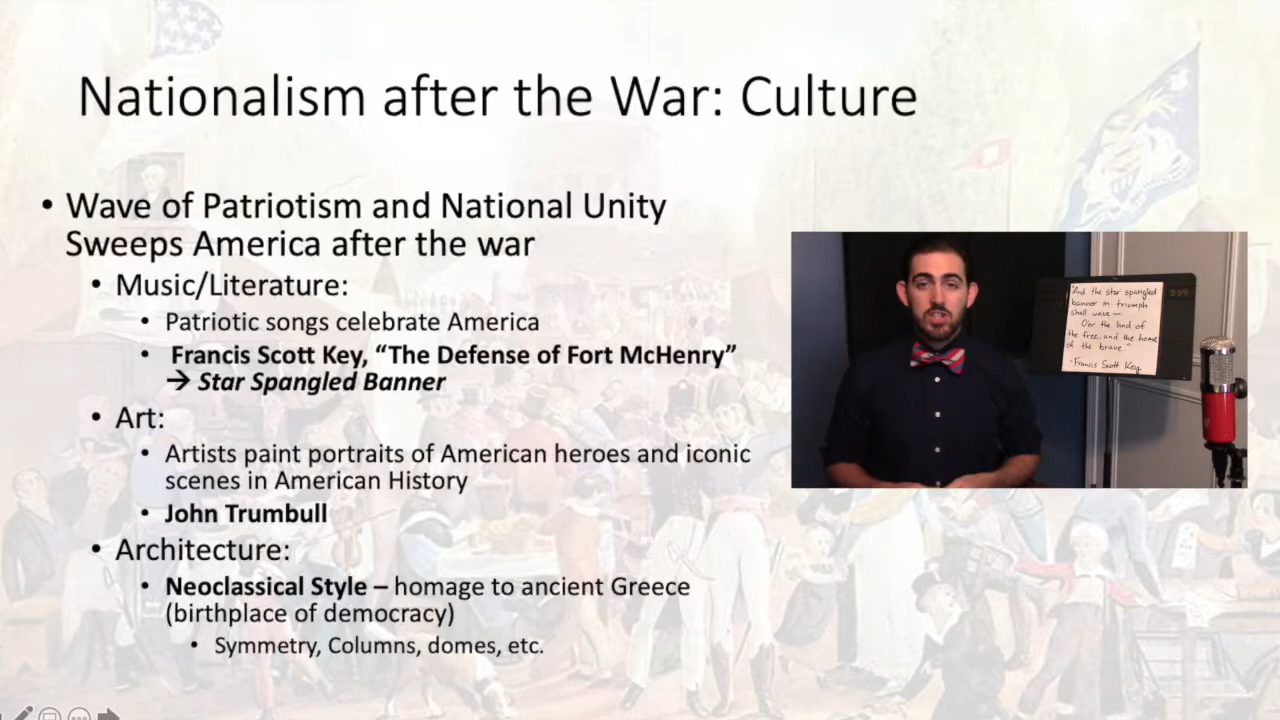 Nationalism after the War: Culture
• Wave of Patriotism and National Unity
Sweeps America after the war
• Music/Literature:
• Patriotic songs celebrate America
• Francis Scott Key, “The Defense of Fort McHenry”
→ Star Spangled Banner
• Art:
• Artists paint portraits of American heroes and iconic
scenes in American History
• John Trumbull
• Architecture:
• Neoclassical Style – homage to ancient Greece
(birthplace of democracy)
• Symmetry, Columns, domes, etc.
"And the star spangled
banner in triumph
shall wave—
O'er the land of
the free, and the home
of the brave."
-Francis Scott Key